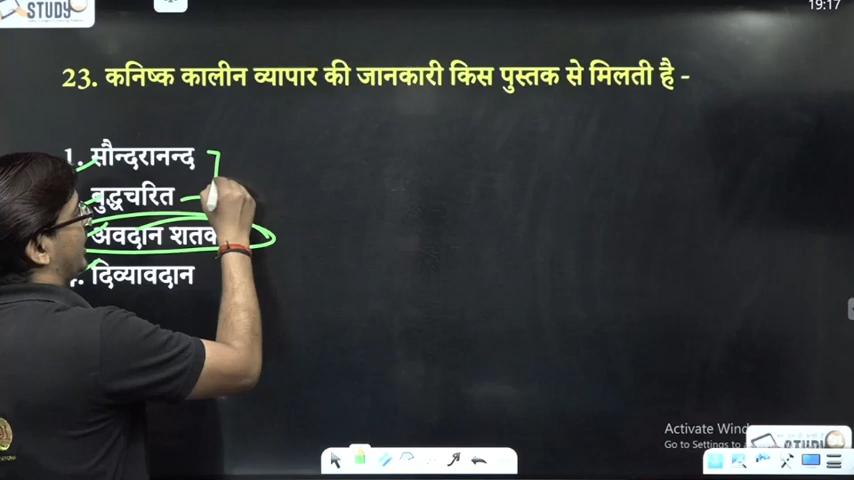 STUDY
19:17
23. कनिष्क कालीन व्यापार की जानकारी किस पुस्तक से मिलती है -
1. सौन्दरानन्द
बुद्धचरित
अवदान शतक
. दिव्यावदान
Activate Wind
Go to Settings to
STUDY